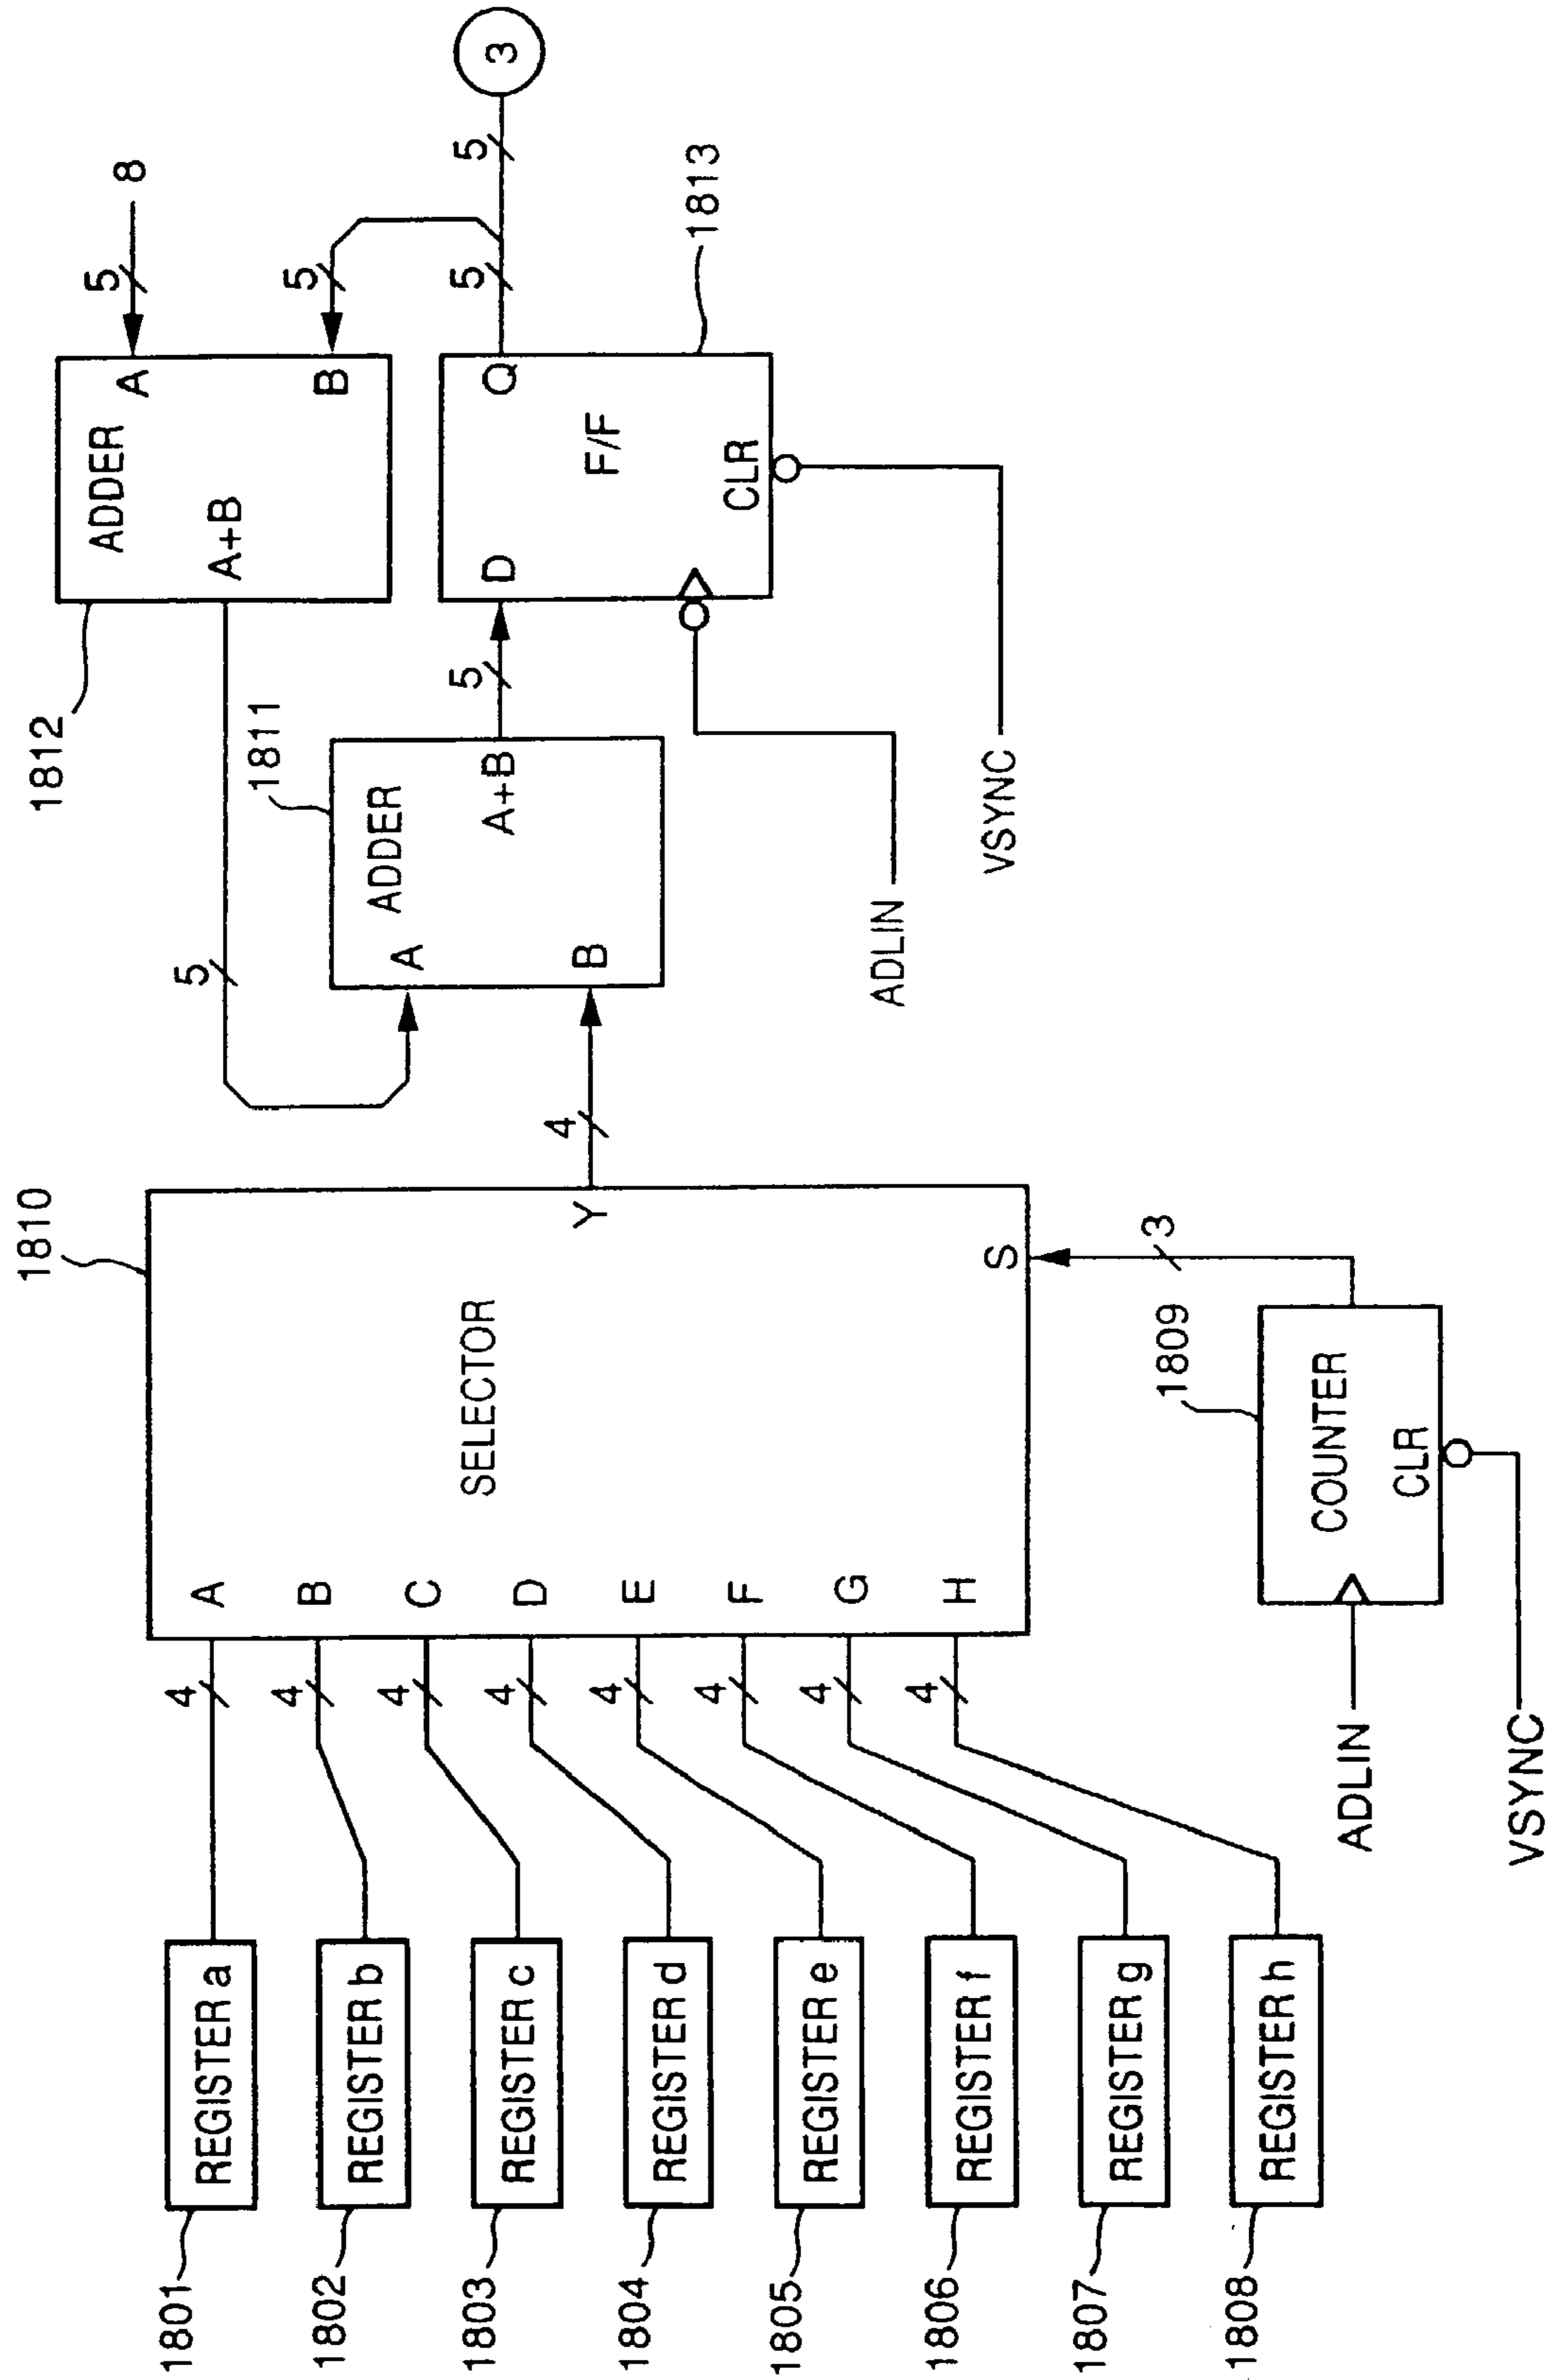 1801
REGISTER a
4
A
1802
REGISTER b
4
B
1803
REGISTER c
4
C
1804
REGISTER d
4
D
1805
REGISTER e
4
E
1806
REGISTER f
4
F
1807
REGISTER g
4
G
1808
REGISTER h
4
H
1810
SELECTOR
Y
S
3
1809
COUNTER
CLR
ADLIN
VSYNC
4
5
1811
ADDER
A
B
A+B
5
1812
ADDER
A+B
A
B
5
8
5
D
F/F
Q
CLR
1813
5
5
3
ADLIN
VSYNC